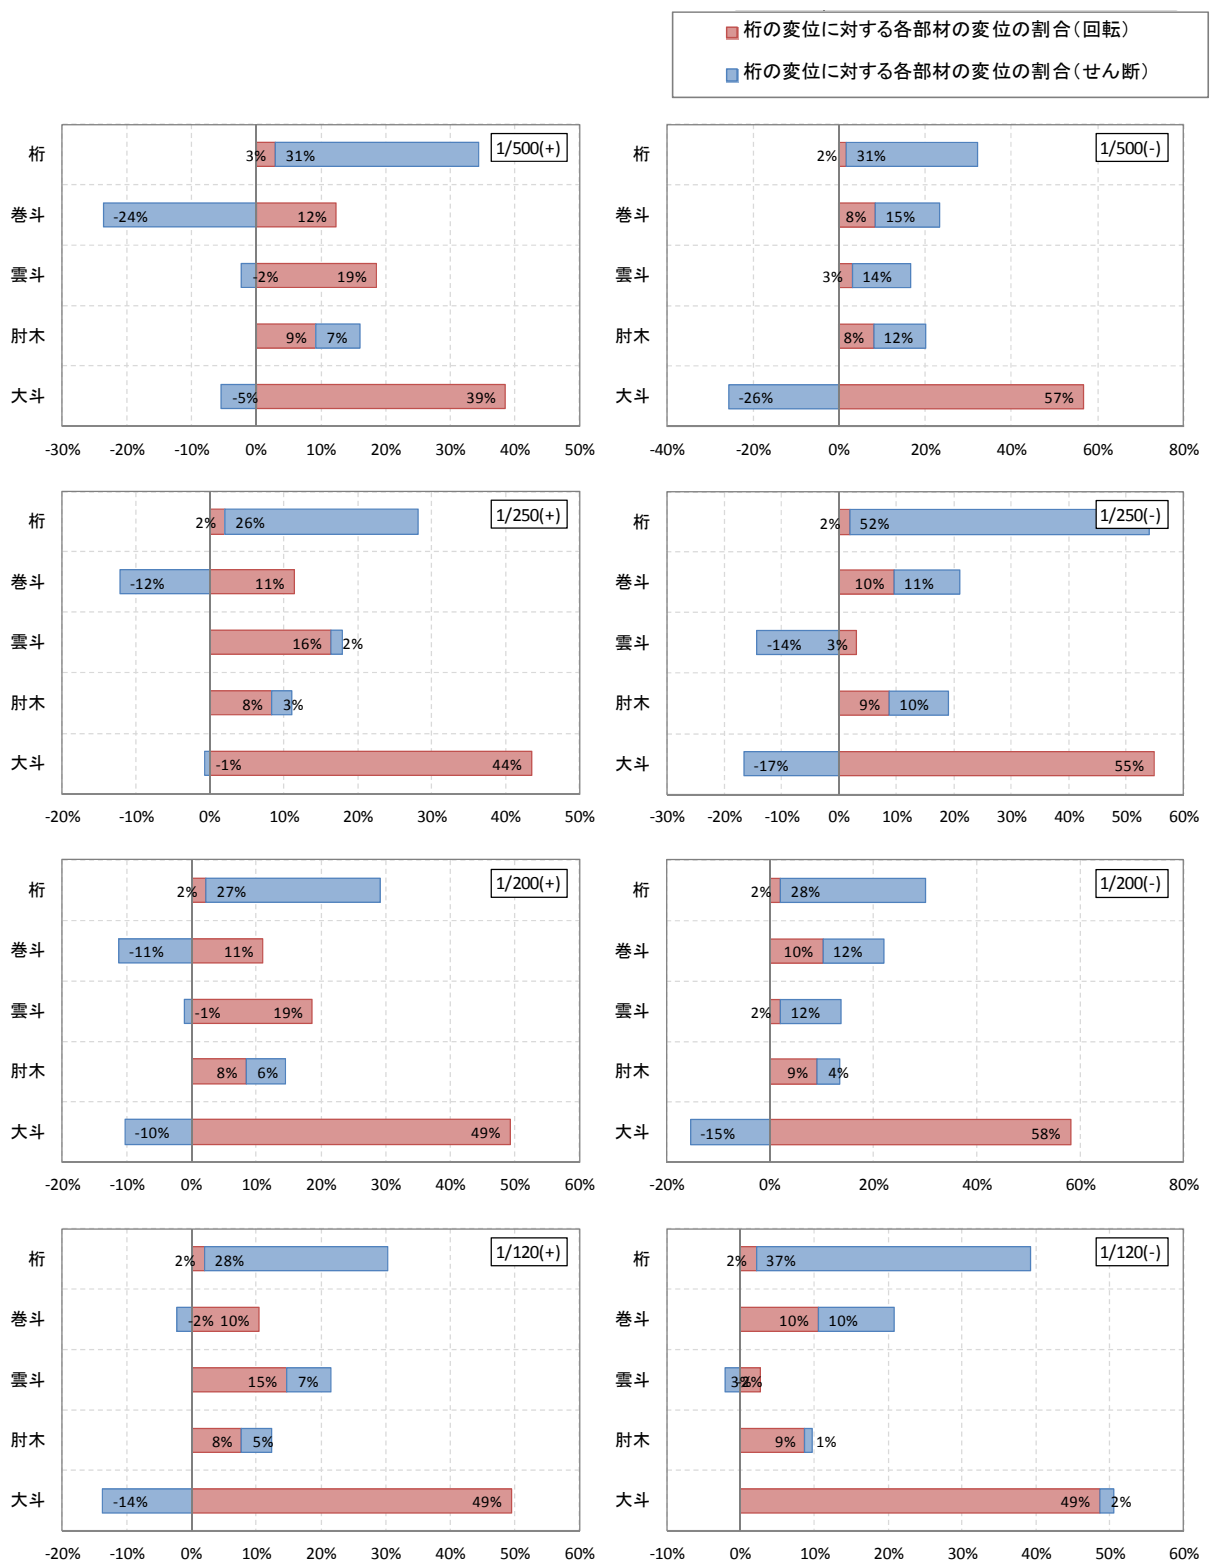 桁の変位に対する各部材の変位の割合（回転）
桁の変位に対する各部材の変位の割合（せん断）
1/500(+)
桁 3% 31%
巻斗 -24% 12%
雲斗 -2% 19%
肘木 9% 7%
大斗 -5% 39%
-30% -20% -10% 0% 10% 20% 30% 40% 50%
1/500(-)
桁 2% 31%
巻斗 8% 15%
雲斗 3% 14%
肘木 8% 12%
大斗 -26% 57%
-40% -20% 0% 20% 40% 60% 80%
1/250(+)
桁 2% 26%
巻斗 -12% 11%
雲斗 16% 2%
肘木 8% 3%
大斗 -1% 44%
-20% -10% 0% 10% 20% 30% 40% 50%
1/250(-)
桁 2% 52%
巻斗 10% 11%
雲斗 -14% 3%
肘木 9% 10%
大斗 -17% 55%
-30% -20% -10% 0% 10% 20% 30% 40% 50% 60%
1/200(+)
桁 2% 27%
巻斗 -11% 11%
雲斗 -1% 19%
肘木 8% 6%
大斗 -10% 49%
-20% -10% 0% 10% 20% 30% 40% 50% 60%
1/200(-)
桁 2% 28%
巻斗 10% 12%
雲斗 2% 12%
肘木 9% 4%
大斗 -15% 58%
-20% 0% 20% 40% 60% 80%
1/120(+)
桁 2% 28%
巻斗 -2% 10%
雲斗 15% 7%
肘木 8% 5%
大斗 -14% 49%
-20% -10% 0% 10% 20% 30% 40% 50% 60%
1/120(-)
桁 2% 37%
巻斗 10% 10%
雲斗 3% -2%
肘木 9% 1%
大斗 49% 2%
-10% 0% 10% 20% 30% 40% 50% 60%